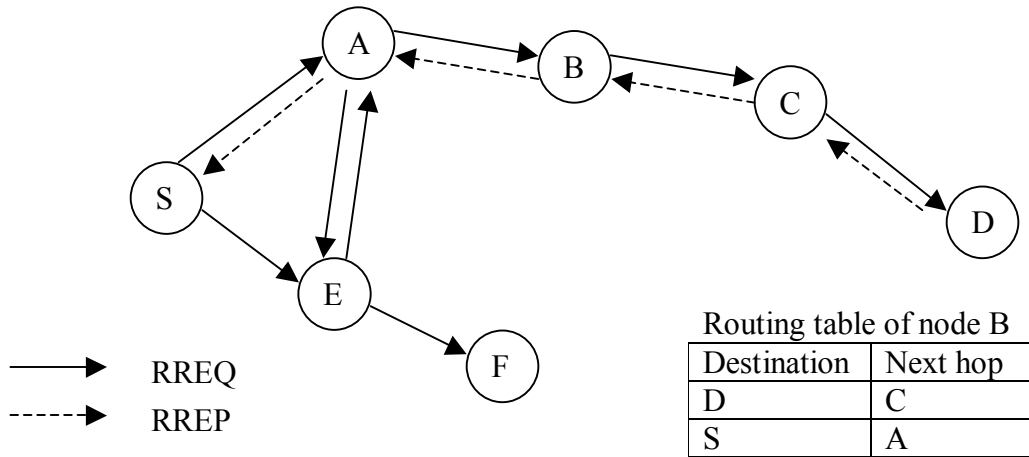 A
B
C
S
D
E
F
RREQ
RREP
Routing table of node B
Destination Next hop
D C
S A